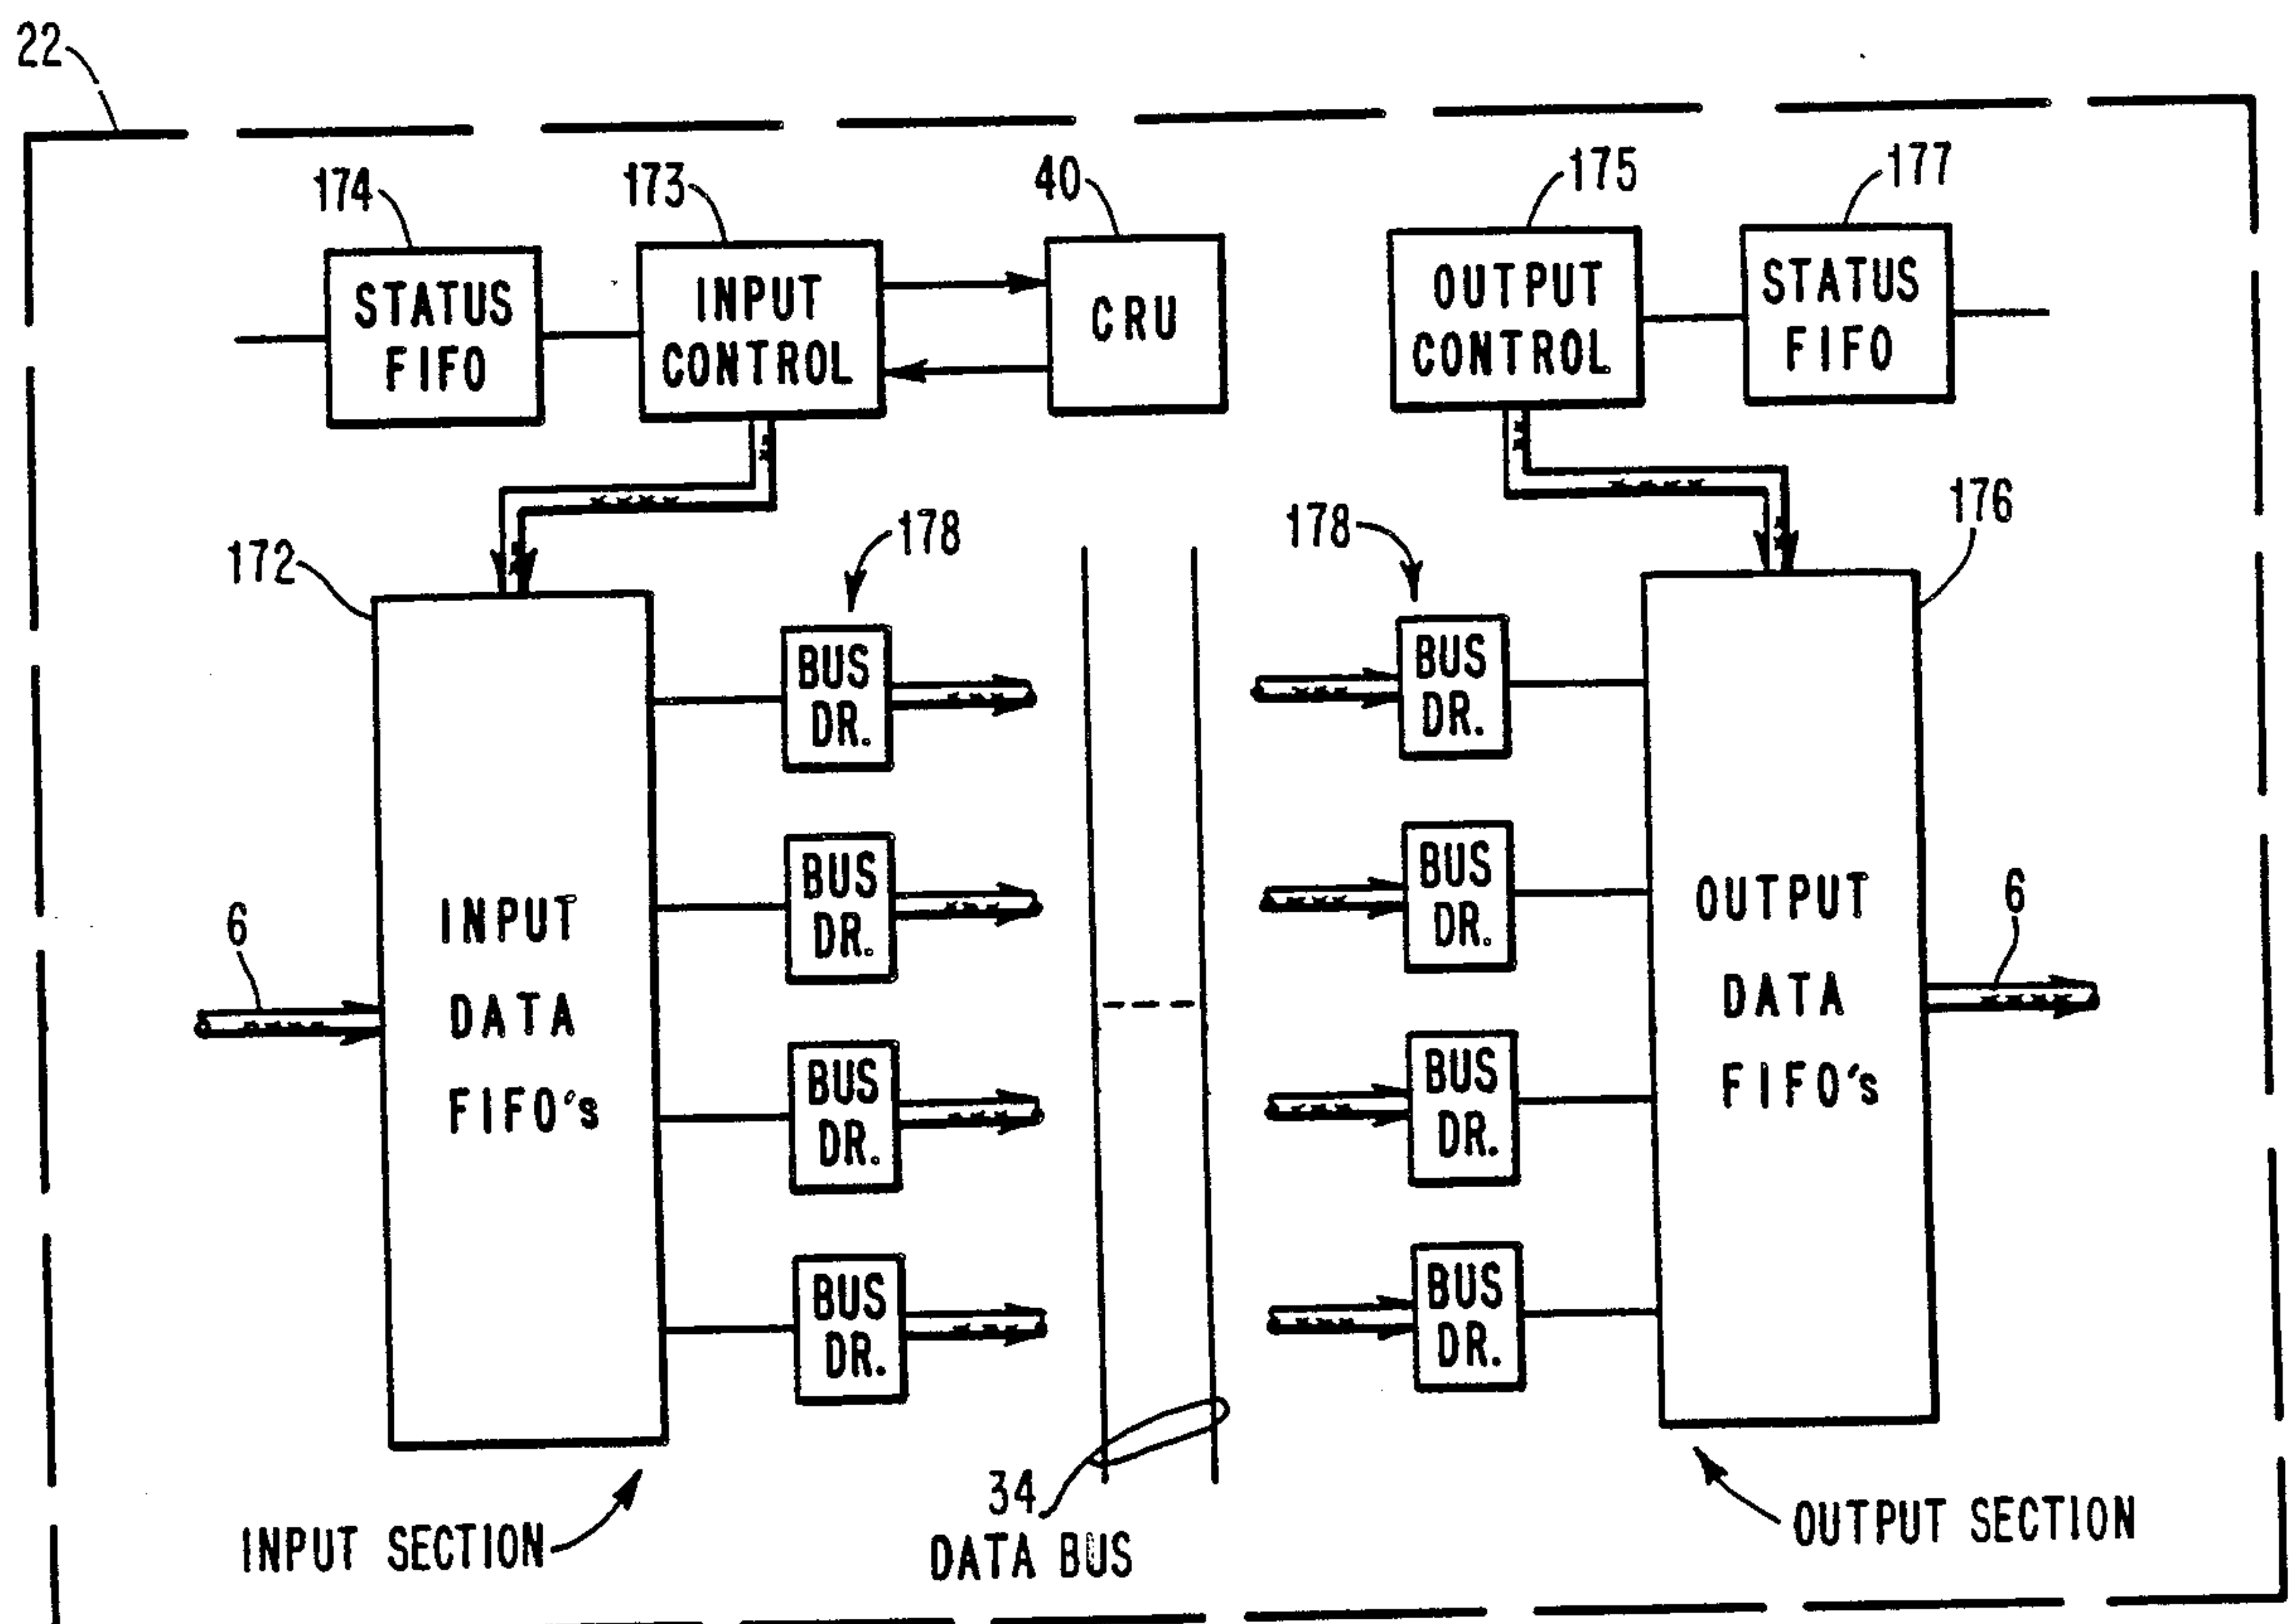 22
174
173
40
175
177
STATUS
FIFO
INPUT
CONTROL
CRU
OUTPUT
CONTROL
STATUS
FIFO
172
178
178
176
6
INPUT
DATA
FIFO's
BUS
DR.
BUS
DR.
BUS
DR.
BUS
DR.
BUS
DR.
BUS
DR.
BUS
DR.
BUS
DR.
OUTPUT
DATA
FIFO's
6
INPUT SECTION
34
DATA BUS
OUTPUT SECTION